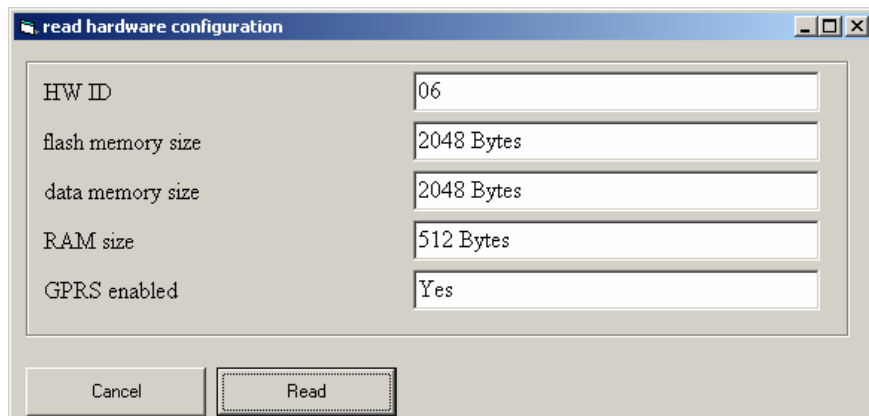 read hardware configuration
HW ID 06
flash memory size 2048 Bytes
data memory size 2048 Bytes
RAM size 512 Bytes
GPRS enabled Yes
Cancel Read